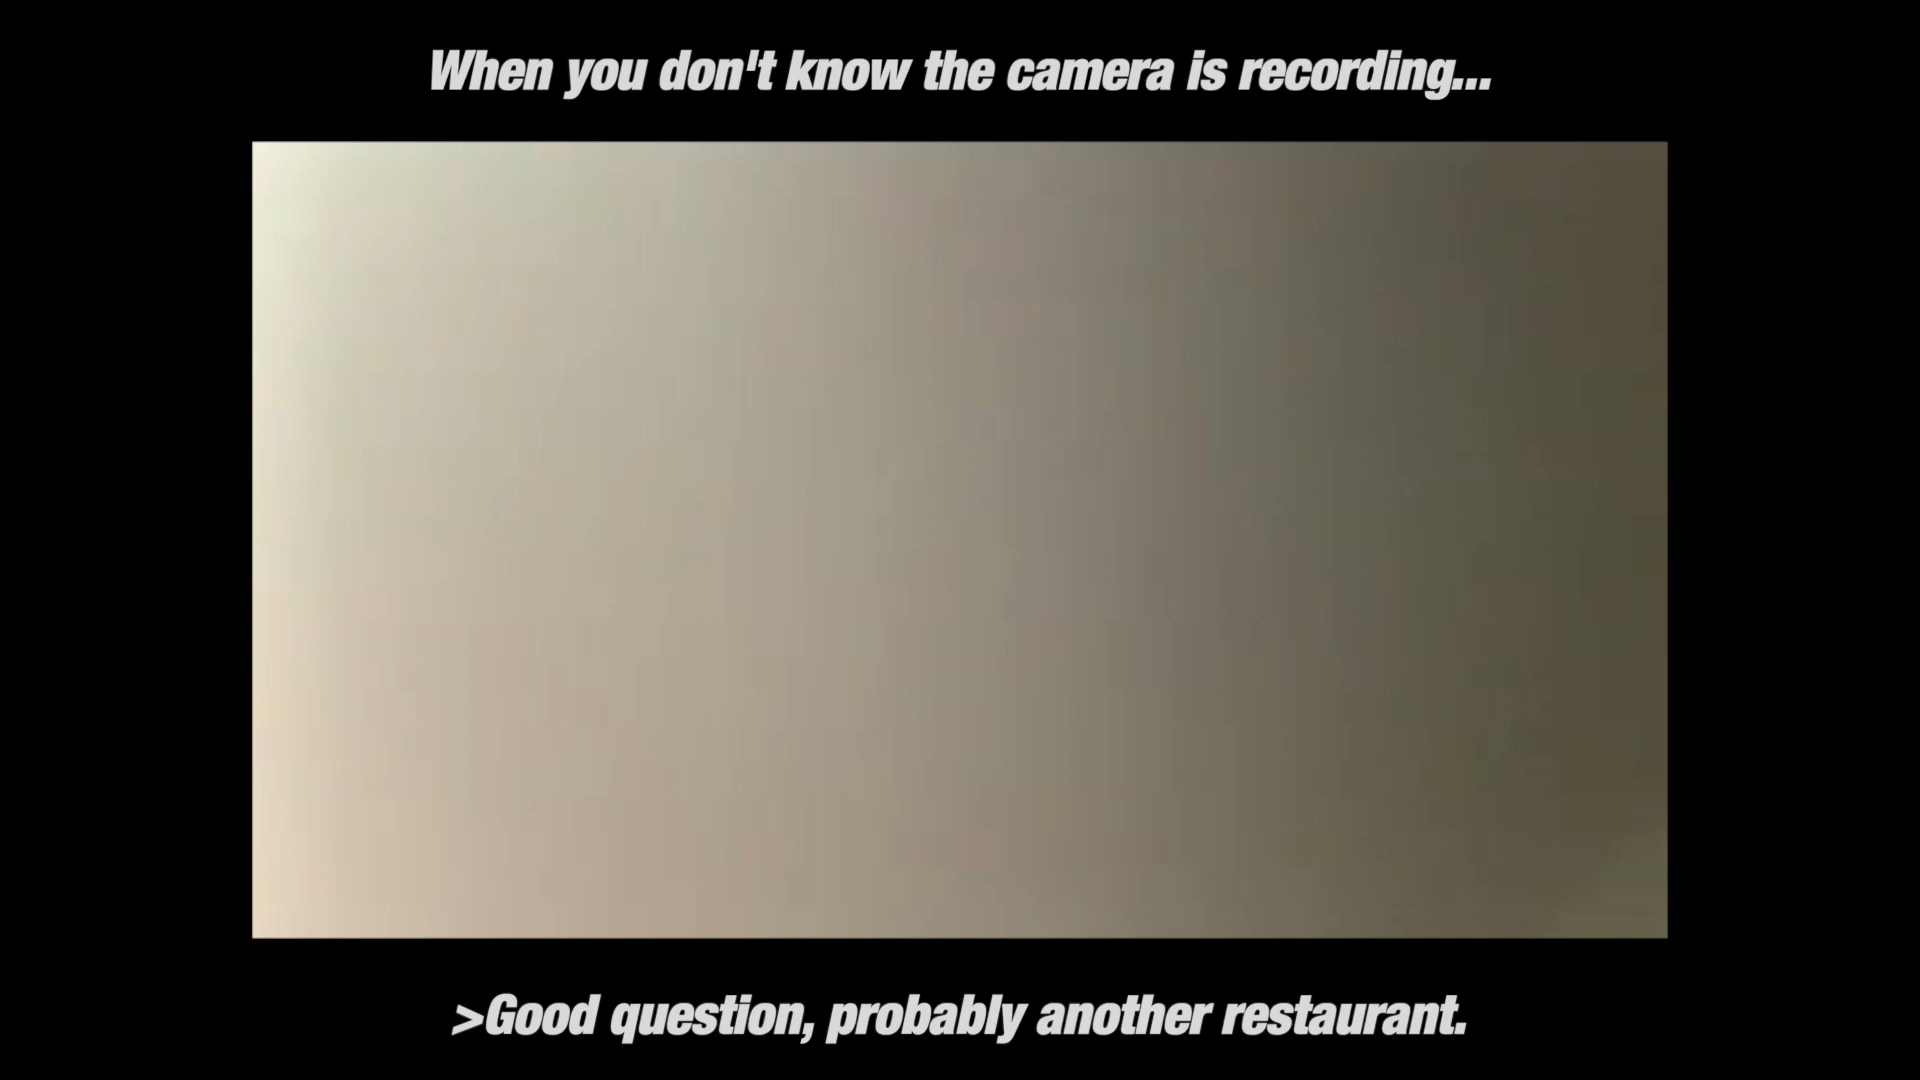 When you don't know the camera is recording...
>Good question, probably another restaurant.